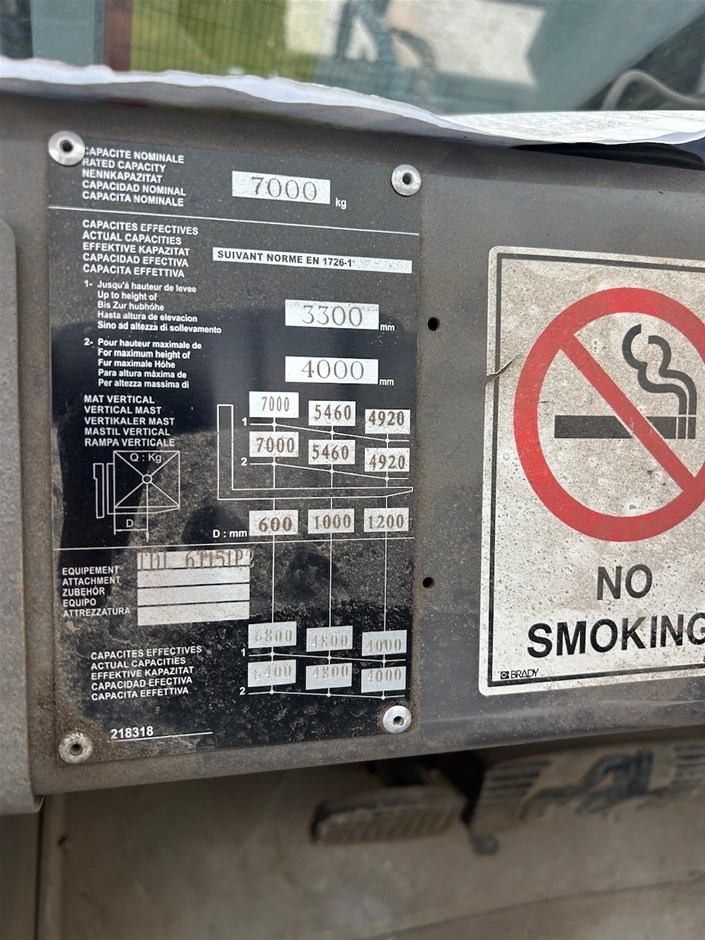 CAPACITE NOMINALE
RATED CAPACITY
NENNKAPAZITAT
CAPACIDAD NOMINAL
CAPACITA NOMINALE
7000 kg
CAPACITES EFFECTIVES
ACTUAL CAPACITIES
EFFEKTIVE KAPAZITAT
CAPACIDAD EFECTIVA
CAPACITA EFFETTIVA
SUIVANT NORME EN 1726-1*
1- Jusqu'á hauteur de levee
Up to height of
Bis Zur hubhöhe
Hasta altura de elevacion
Sino ad altezza di sollevamento
3300 mm
2- Pour hauteur maximale de
For maximum height of
Fur maximale Höhe
Para altura máxima de
Per altezza massima di
4000 mm
MAT VERTICAL
VERTICAL MAST
VERTIKALER MAST
MASTIL VERTICAL
RAMPA VERTICALE
1 7000 5460 4920
2 7000 5460 4920
Q : Kg
D
D : mm 600 1000 1200
EQUIPEMENT
ATTACHMENT
ZUBEHÖR
EQUIPO
ATTREZZATURA
CAPACITES EFFECTIVES
ACTUAL CAPACITIES
EFFEKTIVE KAPAZITAT
CAPACIDAD EFECTIVA
CAPACITA EFFETTIVA
1 6800 4800 4000
2 6400 4800 4000
218318
NO
SMOKING
BRADY